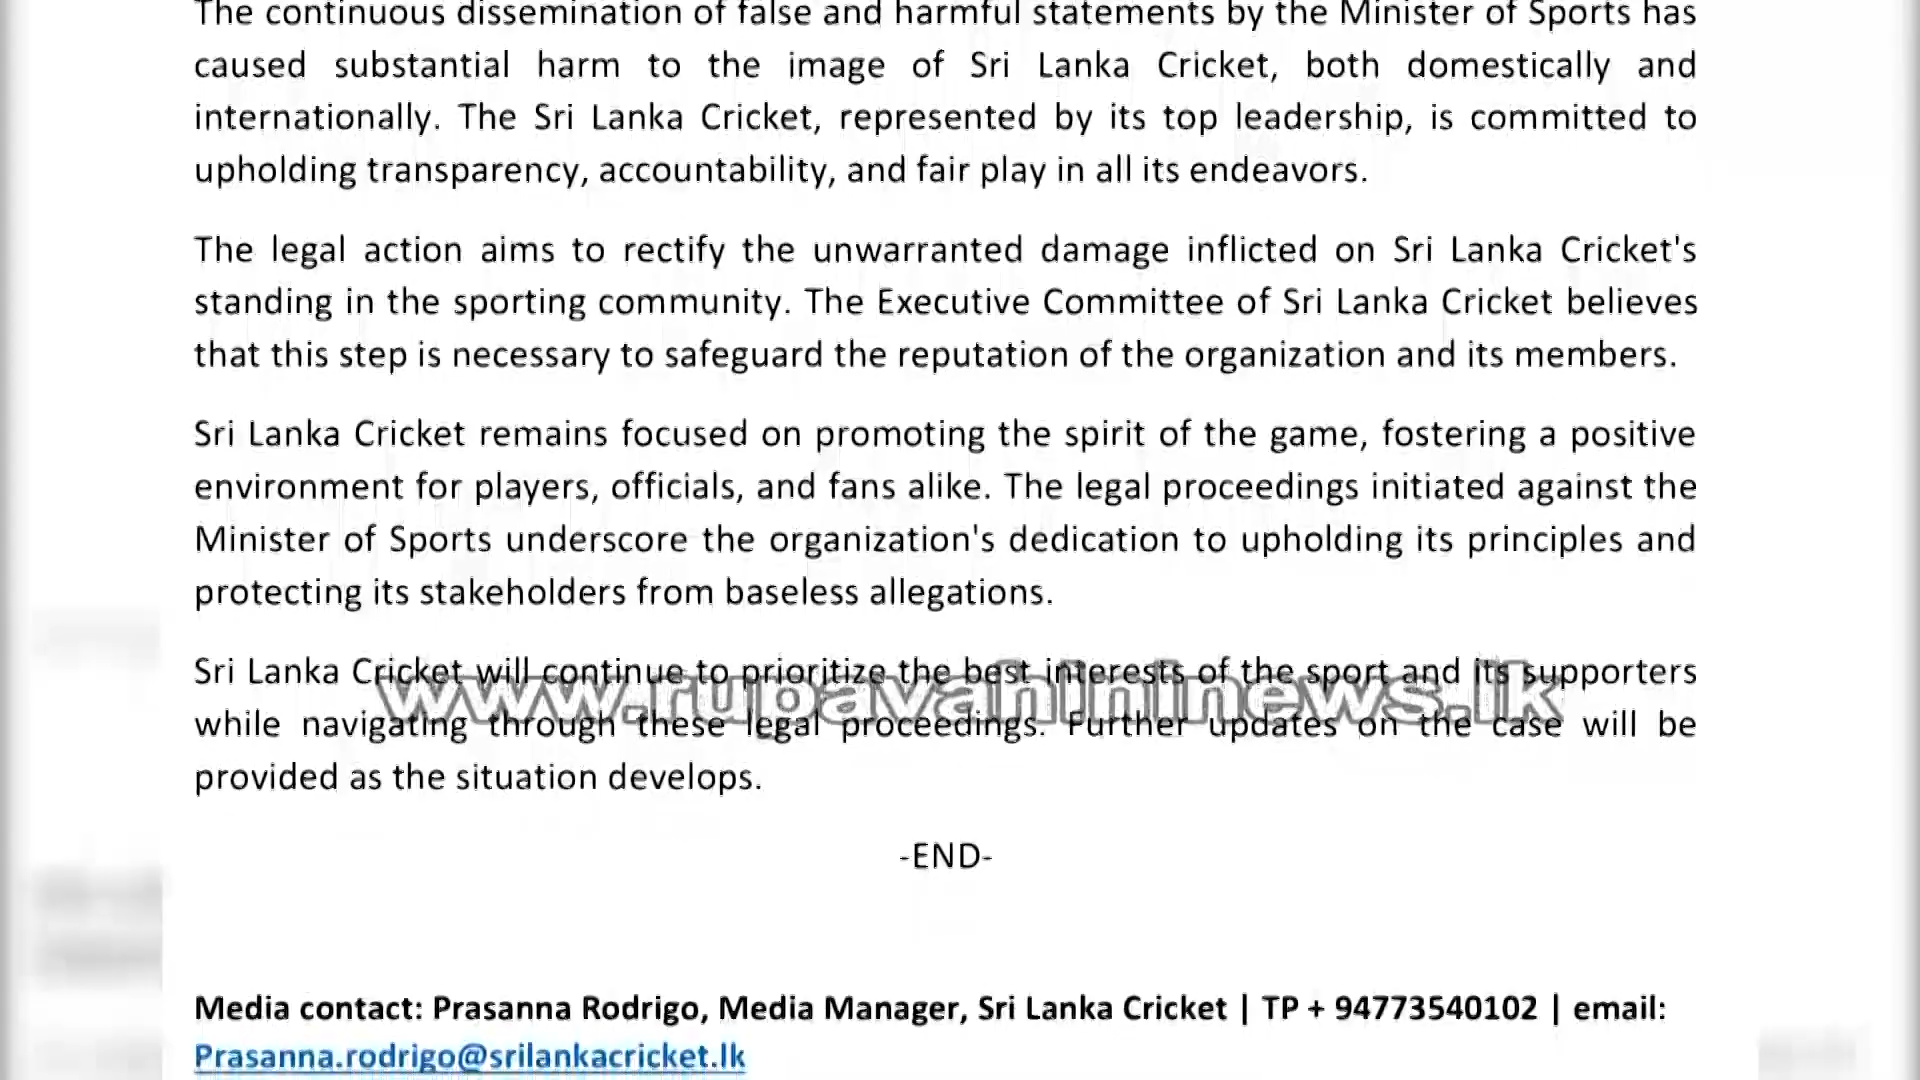 The continuous dissemination of false and harmful statements by the Minister of Sports has
caused substantial harm to the image of Sri Lanka Cricket, both domestically and
internationally. The Sri Lanka Cricket, represented by its top leadership, is committed to
upholding transparency, accountability, and fair play in all its endeavors.
The legal action aims to rectify the unwarranted damage inflicted on Sri Lanka Cricket's
standing in the sporting community. The Executive Committee of Sri Lanka Cricket believes
that this step is necessary to safeguard the reputation of the organization and its members.
Sri Lanka Cricket remains focused on promoting the spirit of the game, fostering a positive
environment for players, officials, and fans alike. The legal proceedings initiated against the
Minister of Sports underscore the organization's dedication to upholding its principles and
protecting its stakeholders from baseless allegations.
Sri Lanka Cricket will continue to prioritize the best interests of the sport and its supporters
www.rupavahininews.lk
while navigating through these legal proceedings. Further updates on the case will be
provided as the situation develops.
-END-
Media contact: Prasanna Rodrigo, Media Manager, Sri Lanka Cricket | TP + 94773540102 | email:
Prasanna.rodrigo@srilankacricket.lk